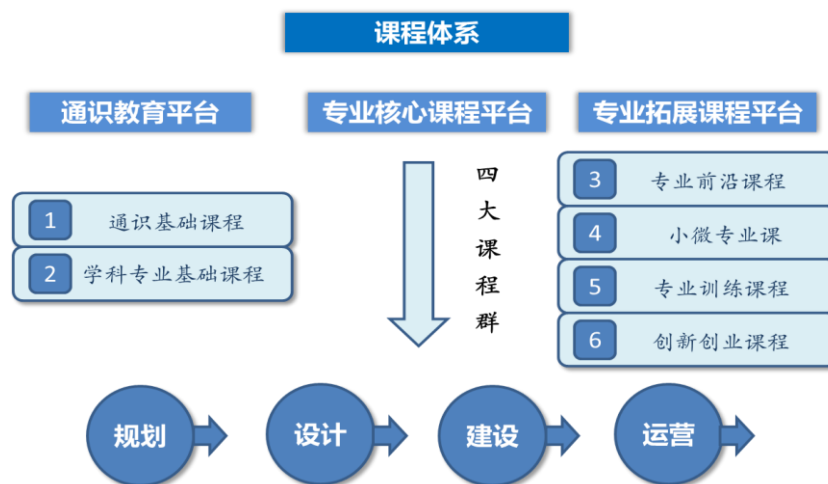 课程体系
通识教育平台
专业核心课程平台
专业拓展课程平台
1 通识基础课程
2 学科专业基础课程
四大课程群
3 专业前沿课程
4 小微专业课
5 专业训练课程
6 创新创业课程
规划
设计
建设
运营